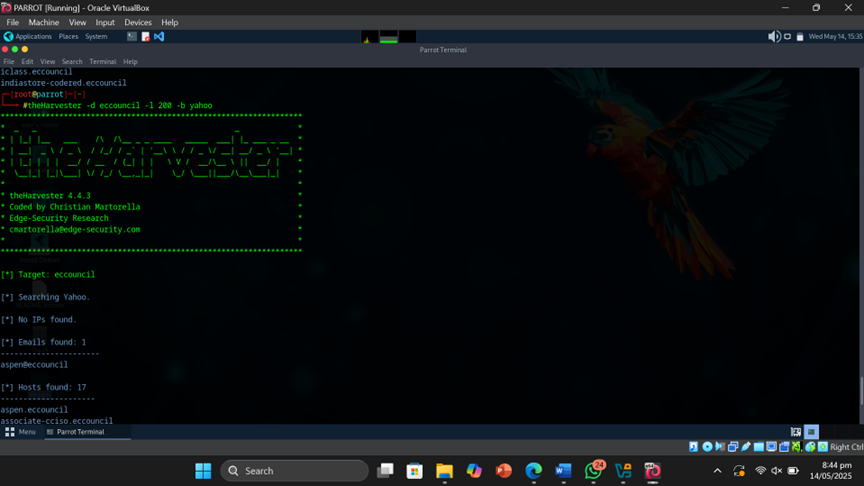 PARROT [Running] - Oracle VirtualBox
File Machine View Input Devices Help
Applications Places System
Wed May 14, 15:35
Parrot Terminal
File Edit View Search Terminal Help
iclass.eccouncil
indiastore-codered.eccouncil
┌─[root@parrot]─[~]
└──╼ #theHarvester -d eccouncil -l 200 -b yahoo
*******************************************************************
theHarvester
* theHarvester 4.4.3 *
* Coded by Christian Martorella *
* Edge-Security Research *
* cmartorella@edge-security.com *
* *
*******************************************************************
[*] Target: eccouncil
[*] Searching Yahoo.
[*] No IPs found.
[*] Emails found: 1
----------------------
aspen@eccouncil
[*] Hosts found: 17
---------------------
aspen.eccouncil
associate-cciso.eccouncil
Menu Parrot Terminal
Right Ctrl
Search
24
8:44 pm
14/05/2025